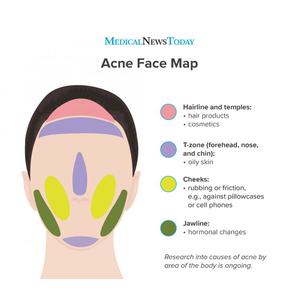 MEDICALNEWSTODAY
Acne Face Map
Hairline and temples:
• hair products
• cosmetics
T-zone (forehead, nose,
and chin):
• oily skin
Cheeks:
• rubbing or friction,
e.g., against pillowcases
or cell phones
Jawline:
• hormonal changes
Research into causes of acne by
area of the body is ongoing.